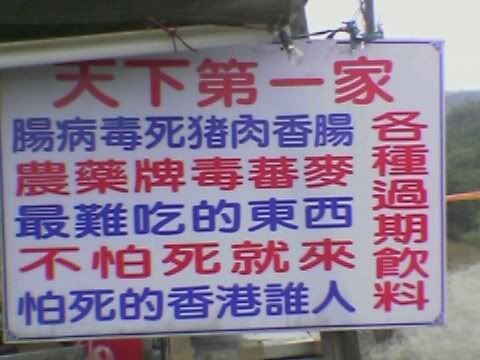 天下第一家
腸病毒死猪肉香腸
農藥牌毒蕃麥
最難吃的東西
不怕死就來
怕死的香港誰人
各種過期飲料